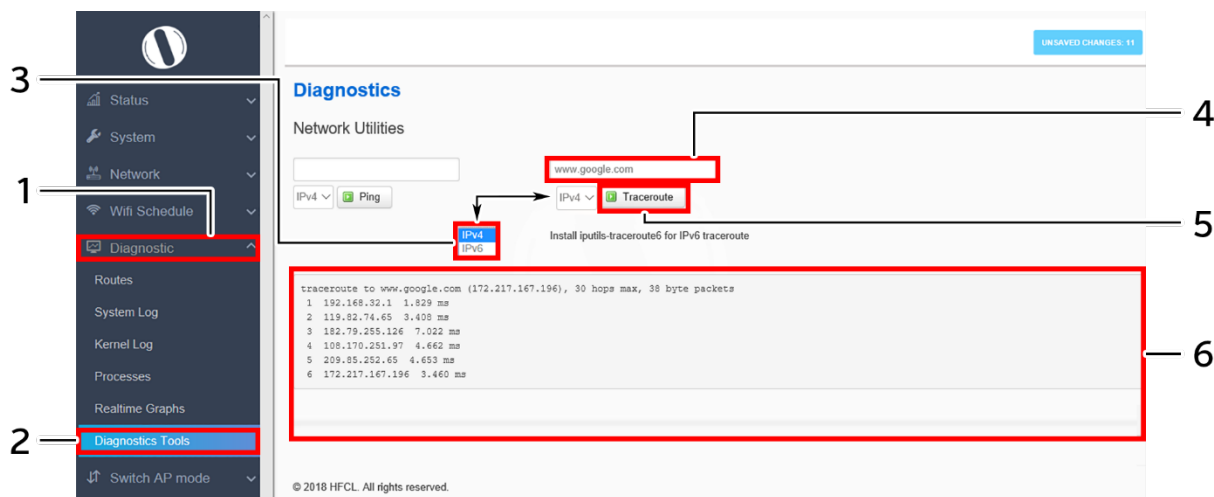 UNSAVED CHANGES: 11
3
Status
System
Network
1
Wifi Schedule
Diagnostic
Routes
System Log
Kernel Log
Processes
Realtime Graphs
2
Diagnostics Tools
Switch AP mode
Diagnostics
Network Utilities
4
www.google.com
IPv4
Ping
IPv4
Traceroute
5
IPv4
IPv6
Install iputils-traceroute6 for IPv6 traceroute
traceroute to www.google.com (172.217.167.196), 30 hops max, 38 byte packets
1 192.168.32.1 1.829 ms
2 119.82.74.65 3.408 ms
3 182.79.255.126 7.022 ms
4 108.170.251.97 4.662 ms
5 209.85.252.65 4.653 ms
6 172.217.167.196 3.460 ms
6
© 2018 HFCL. All rights reserved.